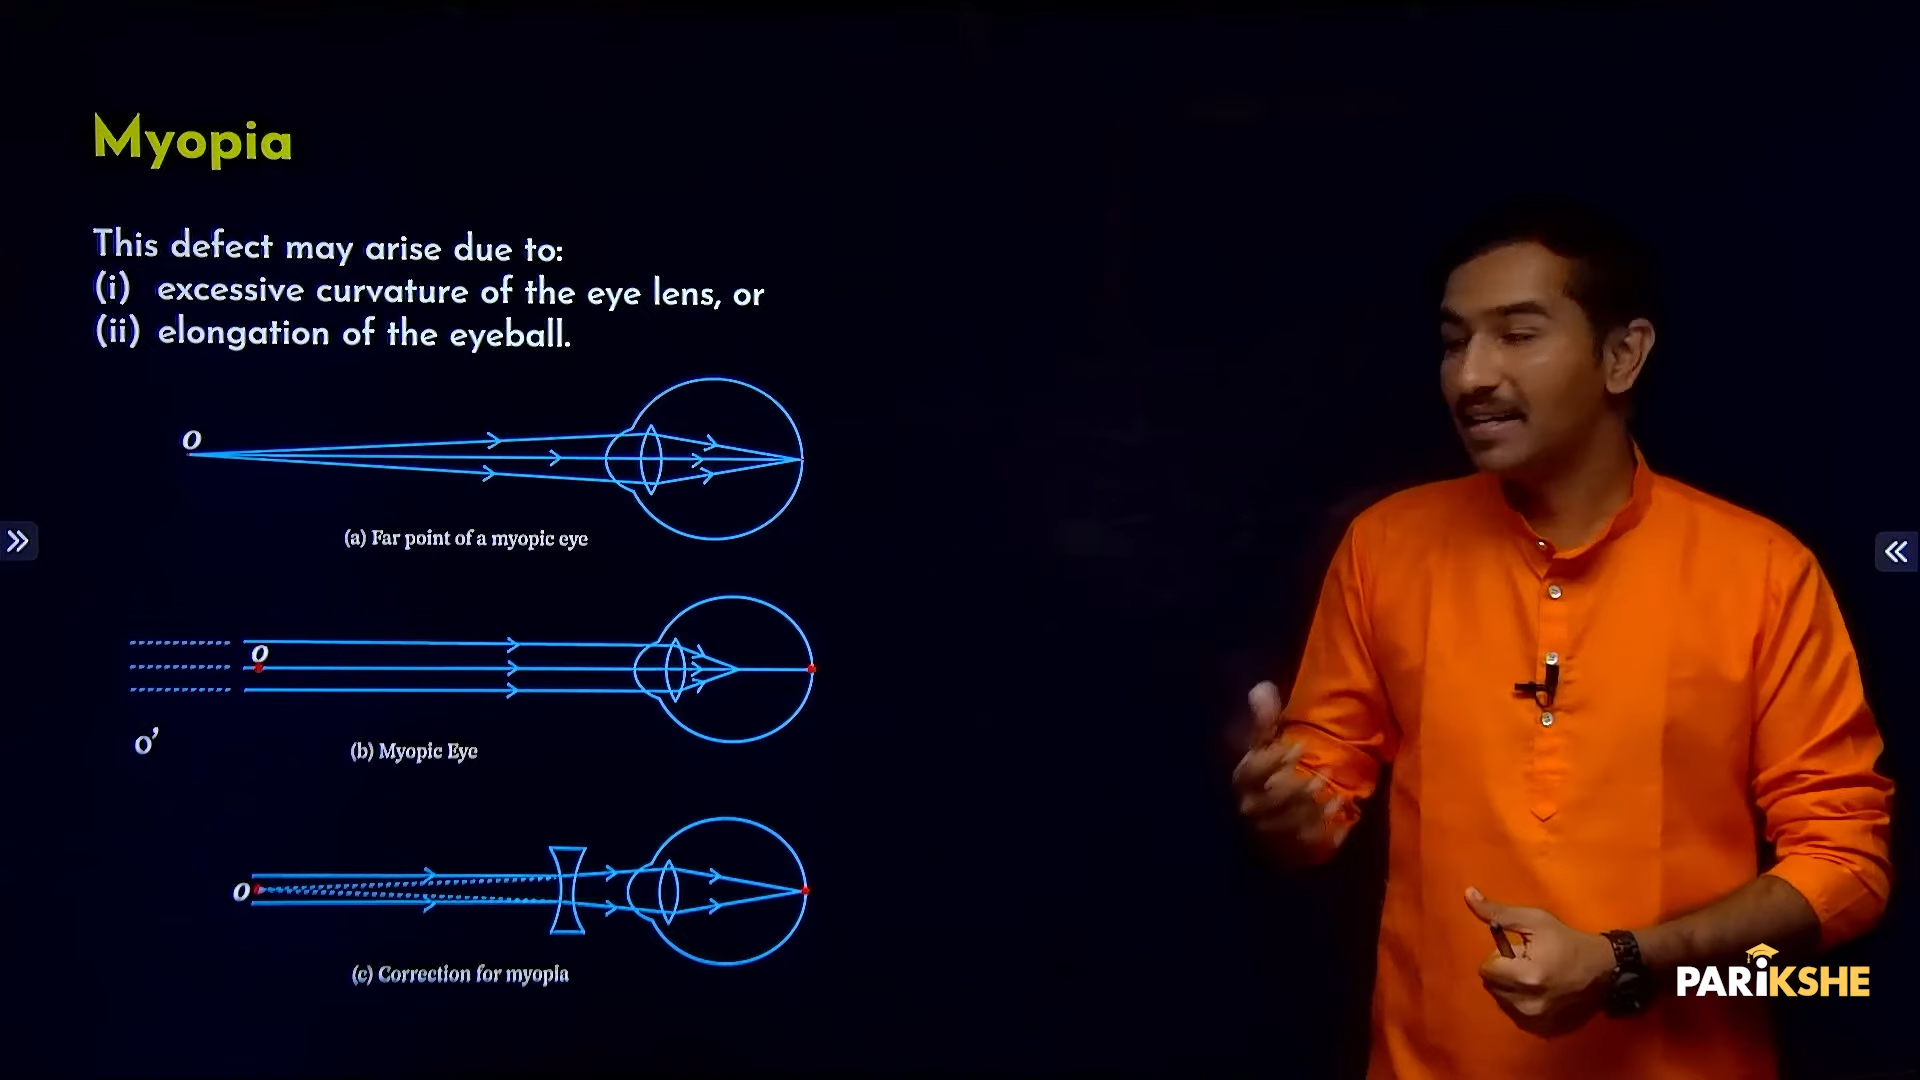 Myopia
This defect may arise due to:
(i) excessive curvature of the eye lens, or
(ii) elongation of the eyeball.
O
(a) Far point of a myopic eye
O
O'
(b) Myopic Eye
O
(c) Correction for myopia
PARIKSHE